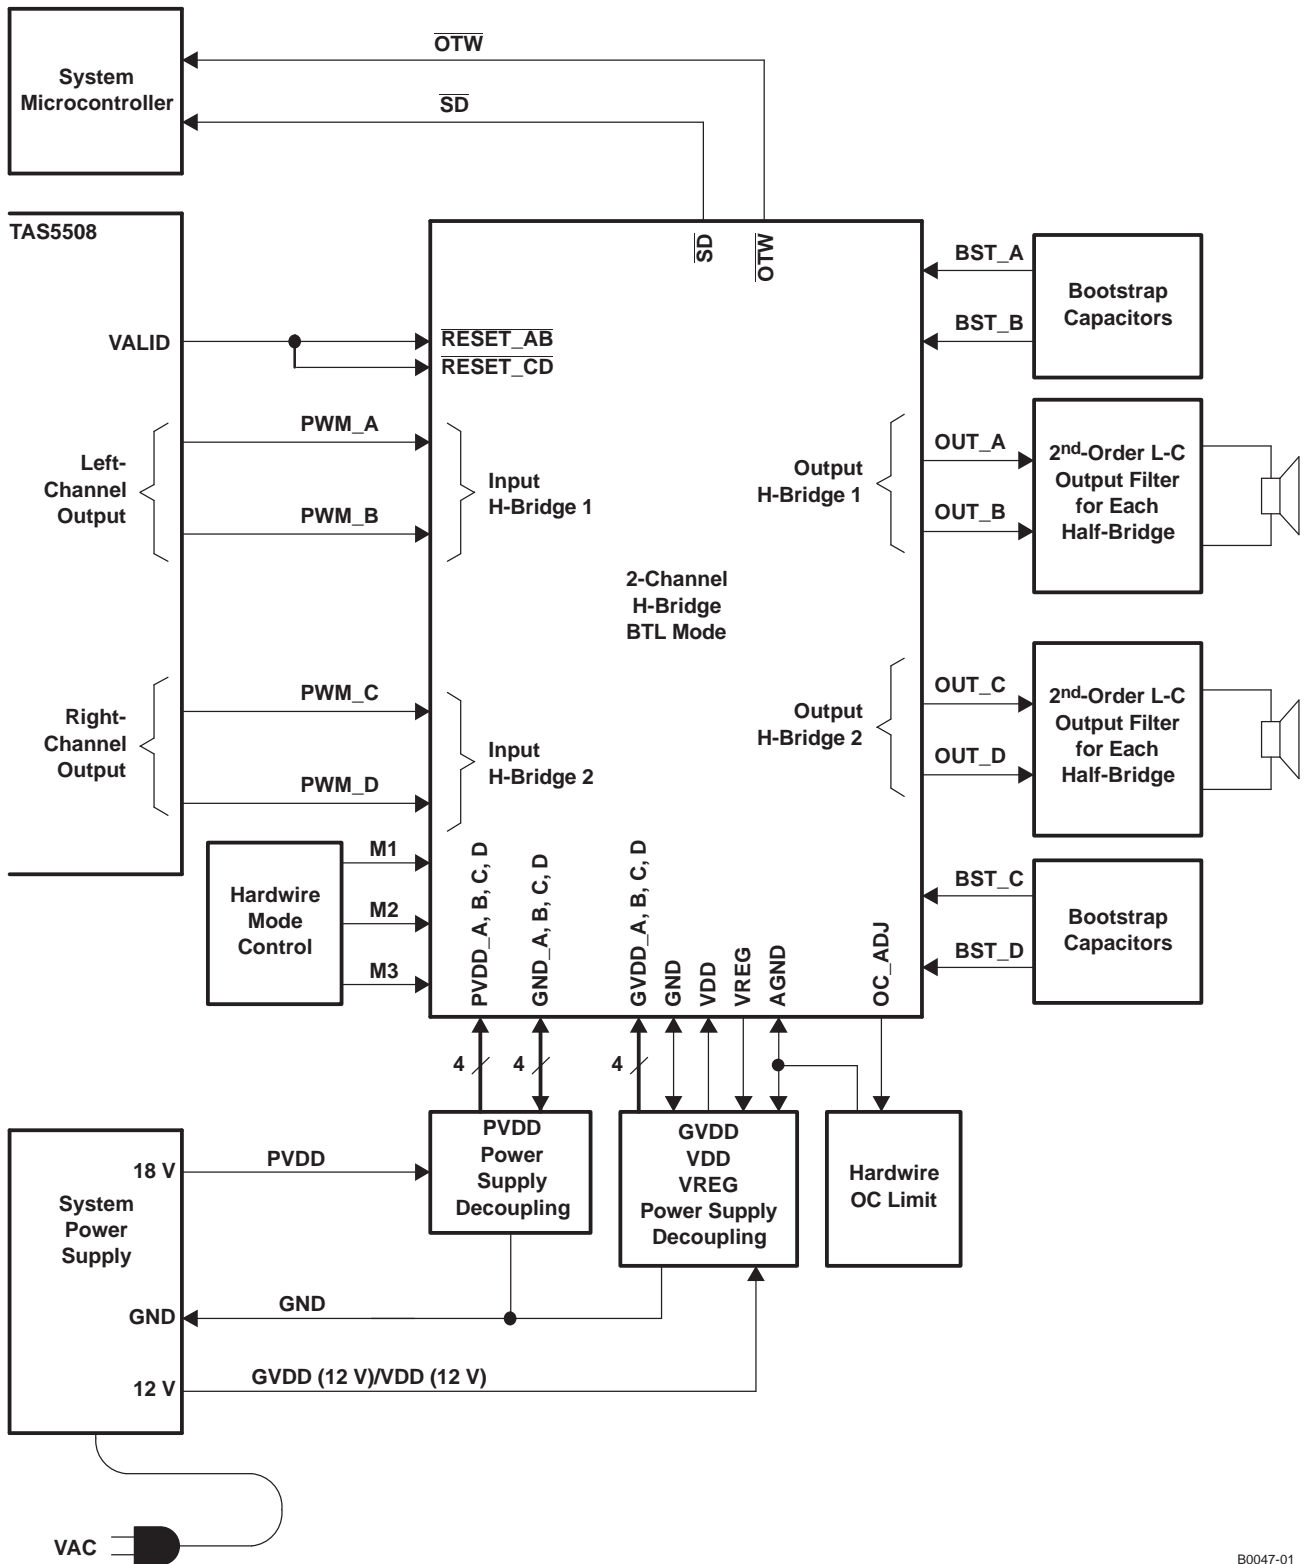 OTW
System
Microcontroller
SD
TAS5508
SD
OTW
BST_A
Bootstrap
Capacitors
BST_B
VALID
RESET_AB
RESET_CD
PWM_A
Left-
Channel
Output
PWM_B
Input
H-Bridge 1
Output
H-Bridge 1
OUT_A
OUT_B
2nd-Order L-C
Output Filter
for Each
Half-Bridge
2-Channel
H-Bridge
BTL Mode
PWM_C
Right-
Channel
Output
PWM_D
Input
H-Bridge 2
Output
H-Bridge 2
OUT_C
OUT_D
2nd-Order L-C
Output Filter
for Each
Half-Bridge
M1
Hardwire
Mode
Control
M2
M3
PVDD_A, B, C, D
GND_A, B, C, D
GVDD_A, B, C, D
GND
VDD
VREG
AGND
OC_ADJ
BST_C
Bootstrap
Capacitors
BST_D
4
4
4
PVDD
Power
Supply
Decoupling
GVDD
VDD
VREG
Power Supply
Decoupling
Hardwire
OC Limit
18 V
PVDD
System
Power
Supply
GND
GND
12 V
GVDD (12 V)/VDD (12 V)
VAC
B0047-01